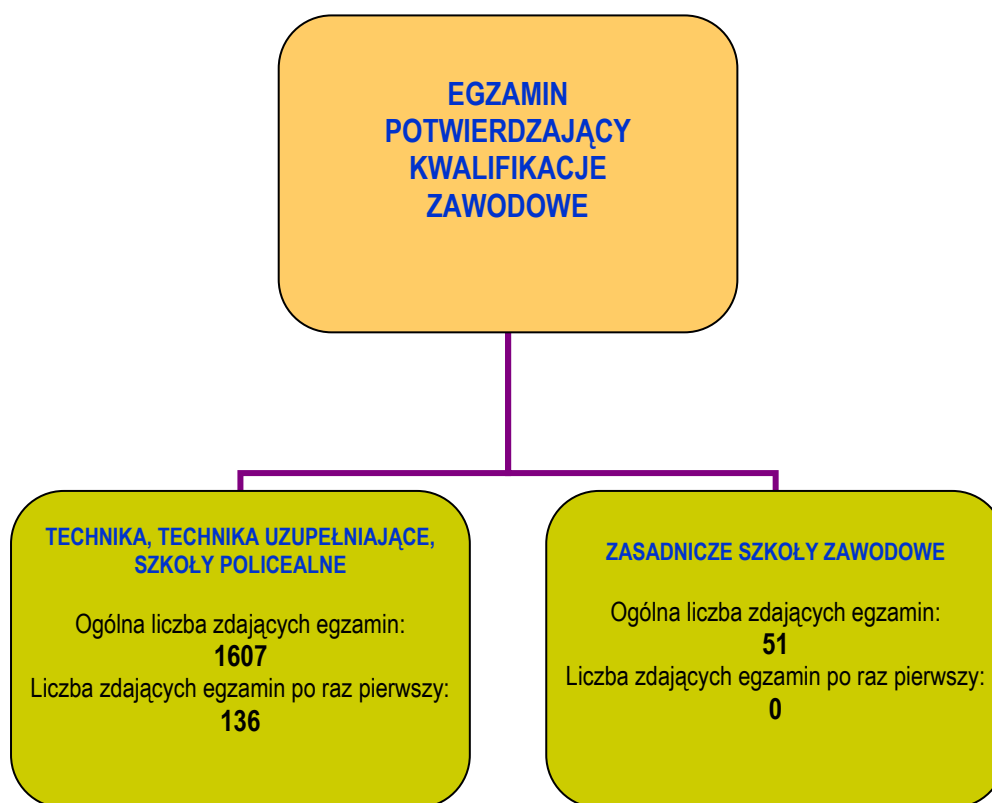 EGZAMIN
POTWIERDZAJĄCY
KWALIFIKACJE
ZAWODOWE
TECHNIKA, TECHNIKA UZUPEŁNIAJĄCE,
SZKOŁY POLICEALNE
Ogólna liczba zdających egzamin:
1607
Liczba zdających egzamin po raz pierwszy:
136
ZASADNICZE SZKOŁY ZAWODOWE
Ogólna liczba zdających egzamin:
51
Liczba zdających egzamin po raz pierwszy:
0